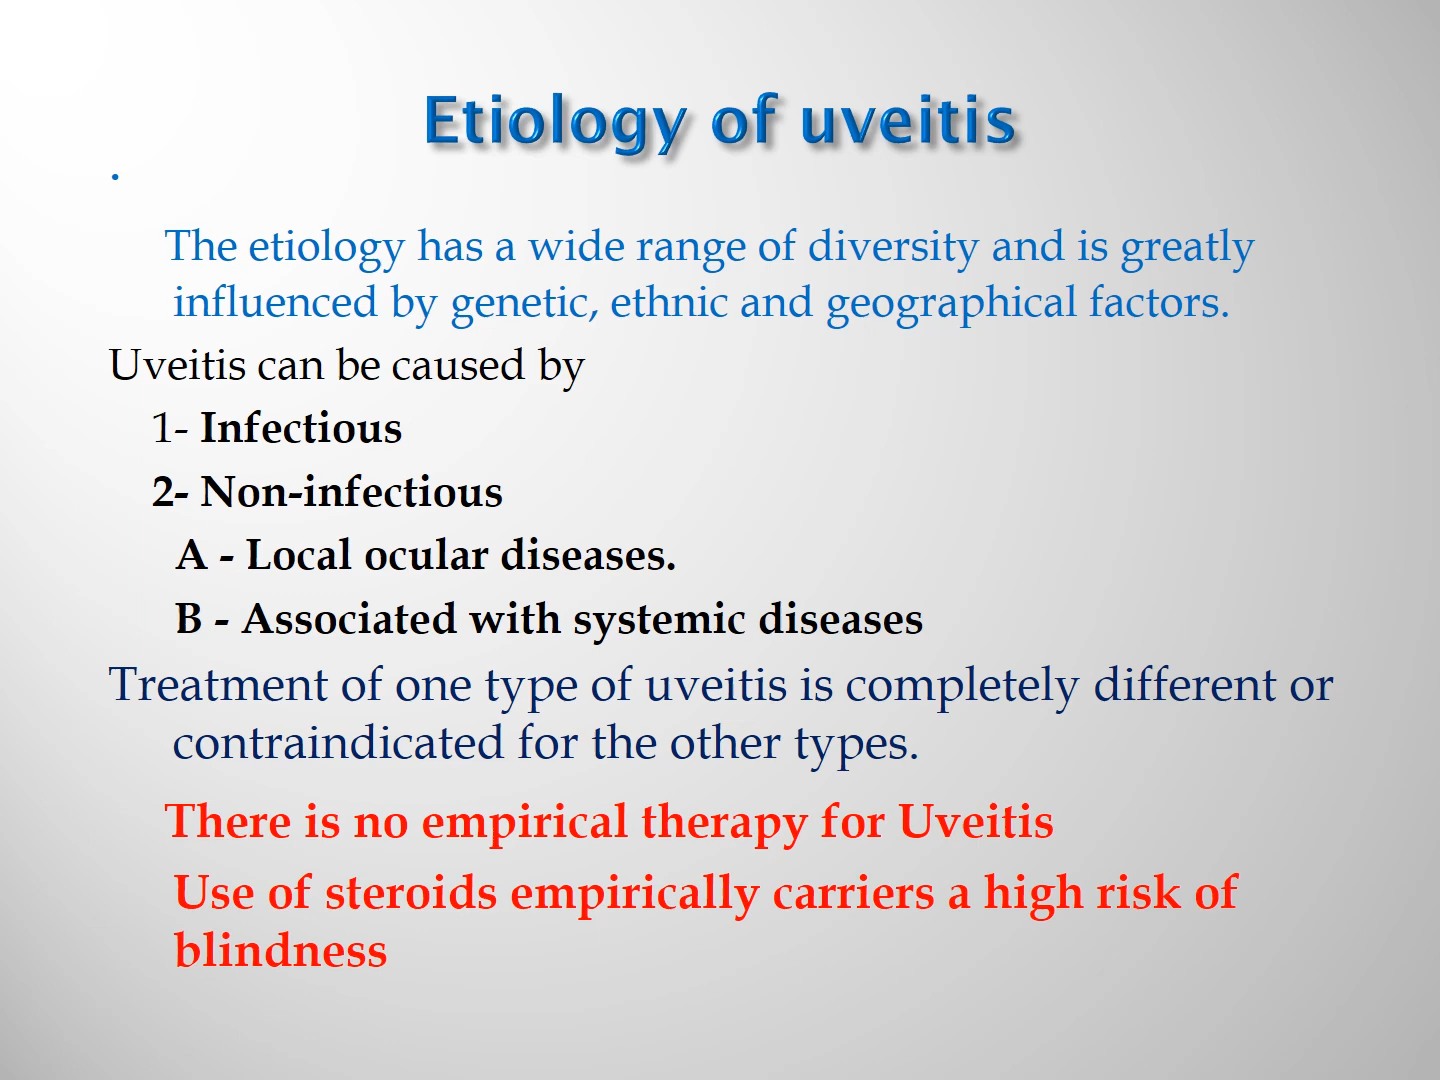 Etiology of uveitis
.
The etiology has a wide range of diversity and is greatly
influenced by genetic, ethnic and geographical factors.
Uveitis can be caused by
1- Infectious
2- Non-infectious
A - Local ocular diseases.
B - Associated with systemic diseases
Treatment of one type of uveitis is completely different or
contraindicated for the other types.
There is no empirical therapy for Uveitis
Use of steroids empirically carriers a high risk of
blindness